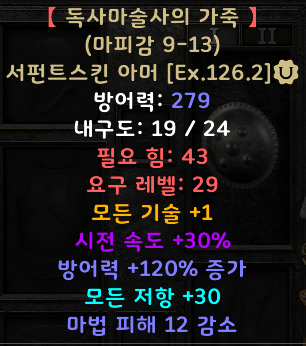 【 독사마술사의 가죽 】
(마피감 9-13)
서펀트스킨 아머 [Ex.126.2]
방어력: 279
내구도: 19 / 24
필요 힘: 43
요구 레벨: 29
모든 기술 +1
시전 속도 +30%
방어력 +120% 증가
모든 저항 +30
마법 피해 12 감소